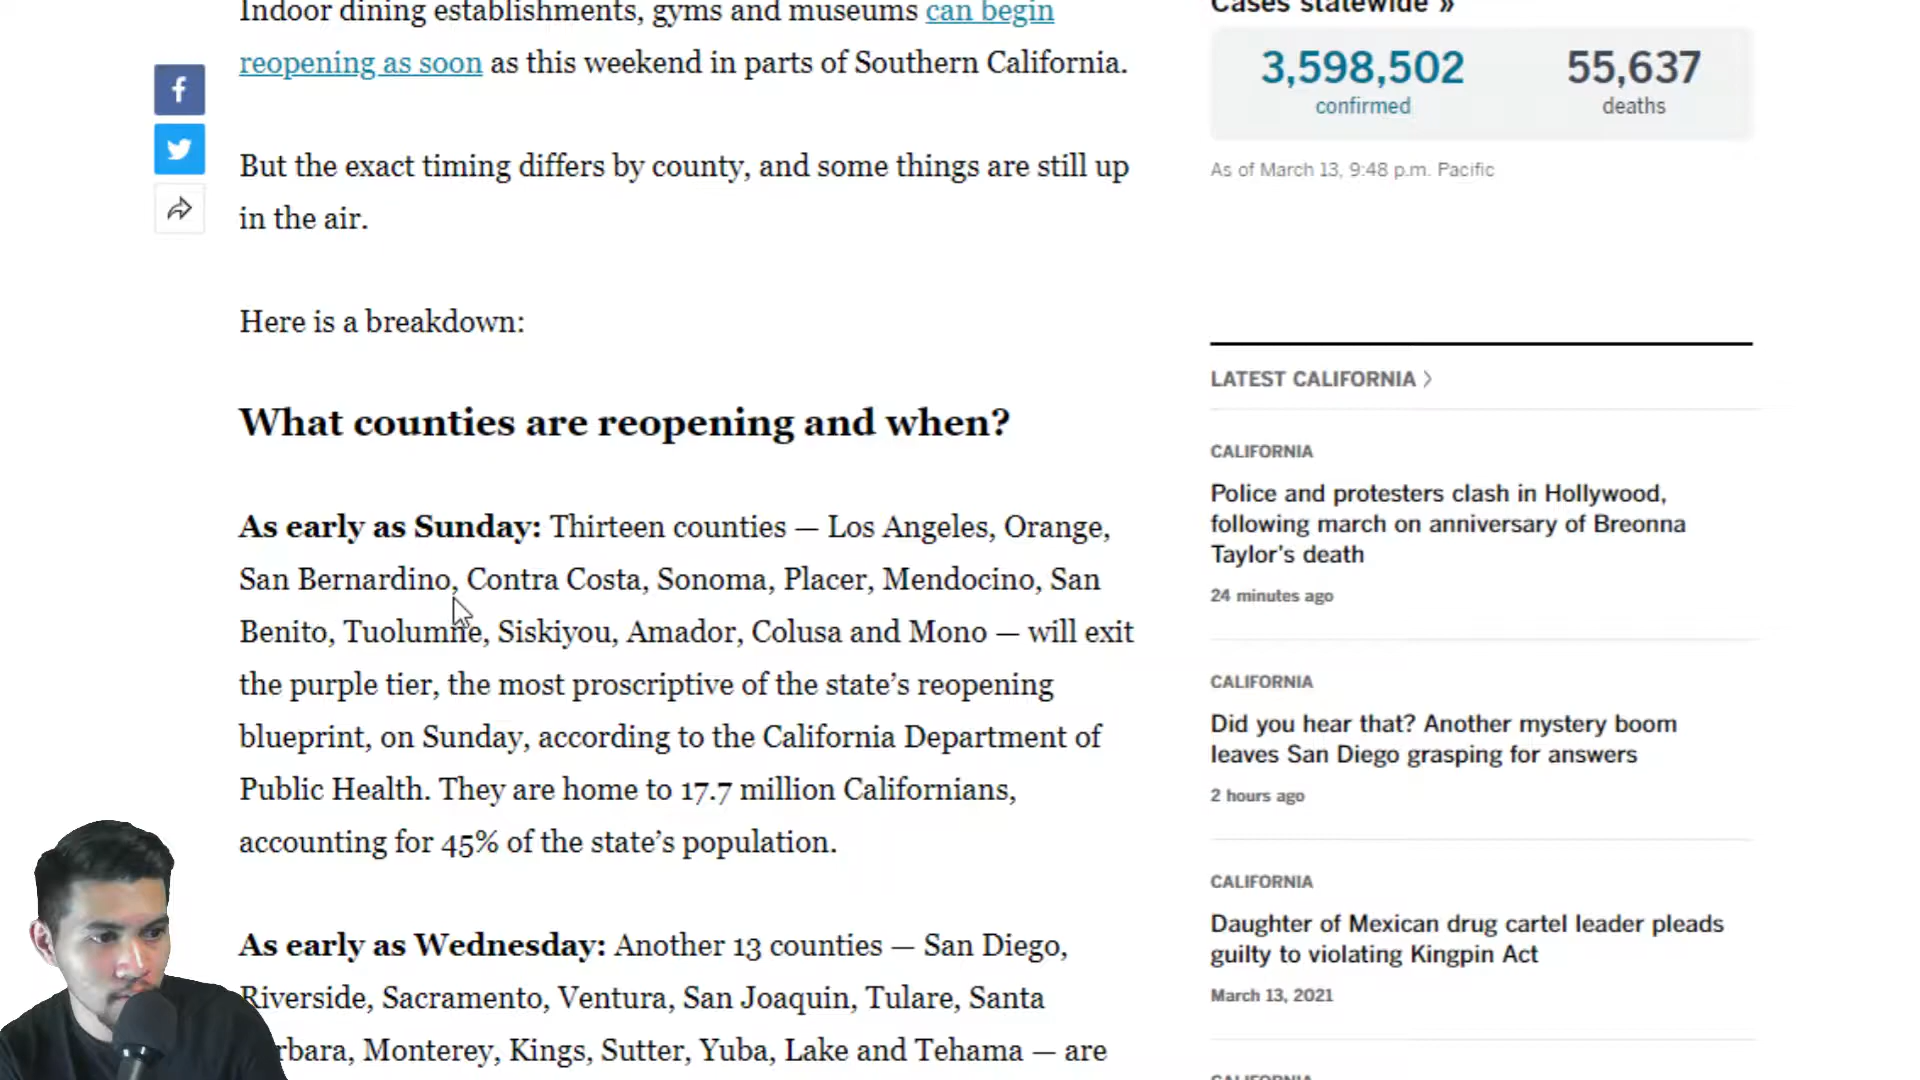 Indoor dining establishments, gyms and museums can begin
reopening as soon as this weekend in parts of Southern California.
But the exact timing differs by county, and some things are still up
in the air.
Here is a breakdown:
What counties are reopening and when?
As early as Sunday: Thirteen counties — Los Angeles, Orange,
San Bernardino, Contra Costa, Sonoma, Placer, Mendocino, San
Benito, Tuolumne, Siskiyou, Amador, Colusa and Mono — will exit
the purple tier, the most proscriptive of the state’s reopening
blueprint, on Sunday, according to the California Department of
Public Health. They are home to 17.7 million Californians,
accounting for 45% of the state’s population.
As early as Wednesday: Another 13 counties — San Diego,
Riverside, Sacramento, Ventura, San Joaquin, Tulare, Santa
rbara, Monterey, Kings, Sutter, Yuba, Lake and Tehama — are
Cases statewide »
3,598,502 55,637
confirmed deaths
As of March 13, 9:48 p.m. Pacific
LATEST CALIFORNIA >
CALIFORNIA
Police and protesters clash in Hollywood,
following march on anniversary of Breonna
Taylor’s death
24 minutes ago
CALIFORNIA
Did you hear that? Another mystery boom
leaves San Diego grasping for answers
2 hours ago
CALIFORNIA
Daughter of Mexican drug cartel leader pleads
guilty to violating Kingpin Act
March 13, 2021
CALIFORNIA